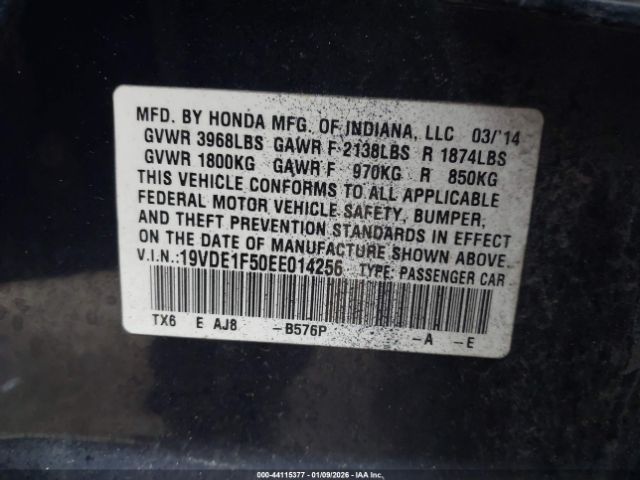 MFD. BY HONDA MFG. OF INDIANA, LLC 03/'14
GVWR 3968LBS GAWR F 2138LBS R 1874LBS
GVWR 1800KG GAWR F 970KG R 850KG
THIS VEHICLE CONFORMS TO ALL APPLICABLE
FEDERAL MOTOR VEHICLE SAFETY, BUMPER,
AND THEFT PREVENTION STANDARDS IN EFFECT
ON THE DATE OF MANUFACTURE SHOWN ABOVE.
V.I.N.:19VDE1F50EE014256 TYPE: PASSENGER CAR
TX6 E AJ8 -B576P -A -E
000-44115377 - 01/09/2026 - IAA Inc.